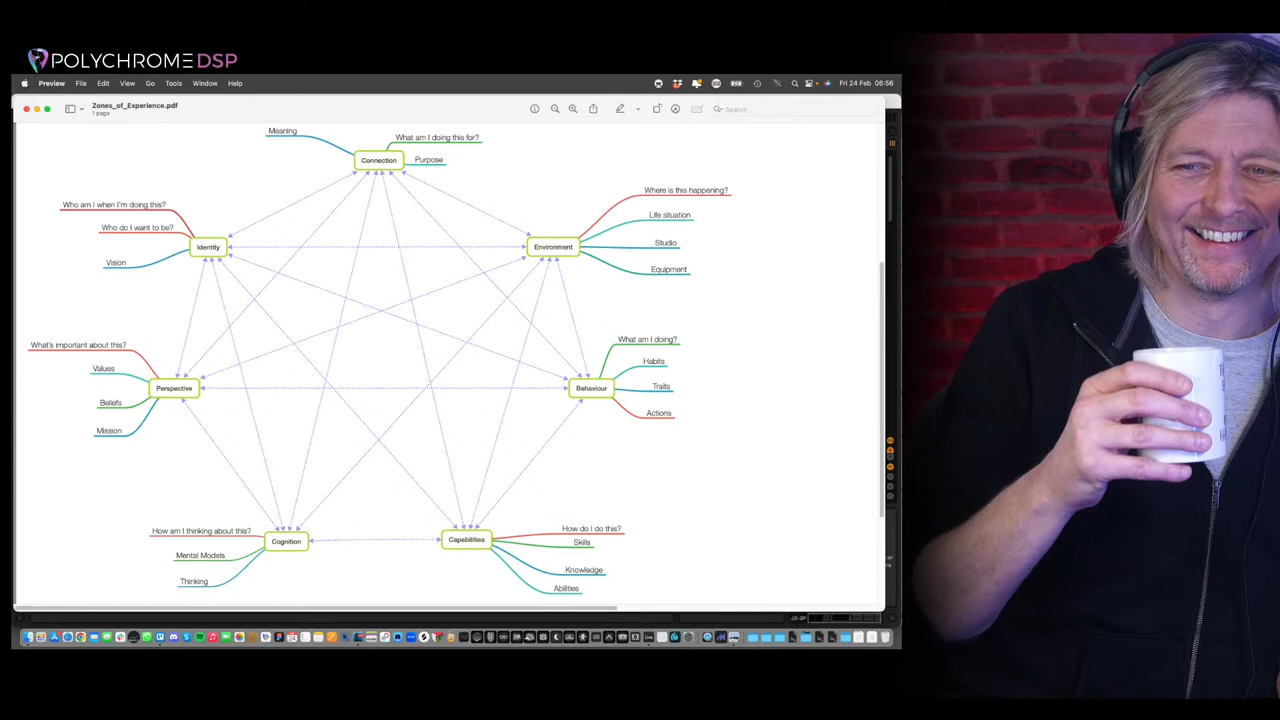 POLYCHROMEDSP
Preview File Edit View Go Tools Window Help
Fri 24 Feb 06:56
Zones_of_Experience.pdf
1 page
Search
Meaning
What am I doing this for?
Connection
Purpose
Where is this happening?
Who am I when I'm doing this?
Life situation
Who do I want to be?
Identity
Environment
Studio
Vision
Equipment
What am I doing?
What's important about this?
Habits
Values
Perspective
Behaviour
Traits
Beliefs
Actions
Mission
How am I thinking about this?
How do I do this?
Cognition
Capabilities
Skills
Mental Models
Knowledge
Thinking
Abilities
JX-3P